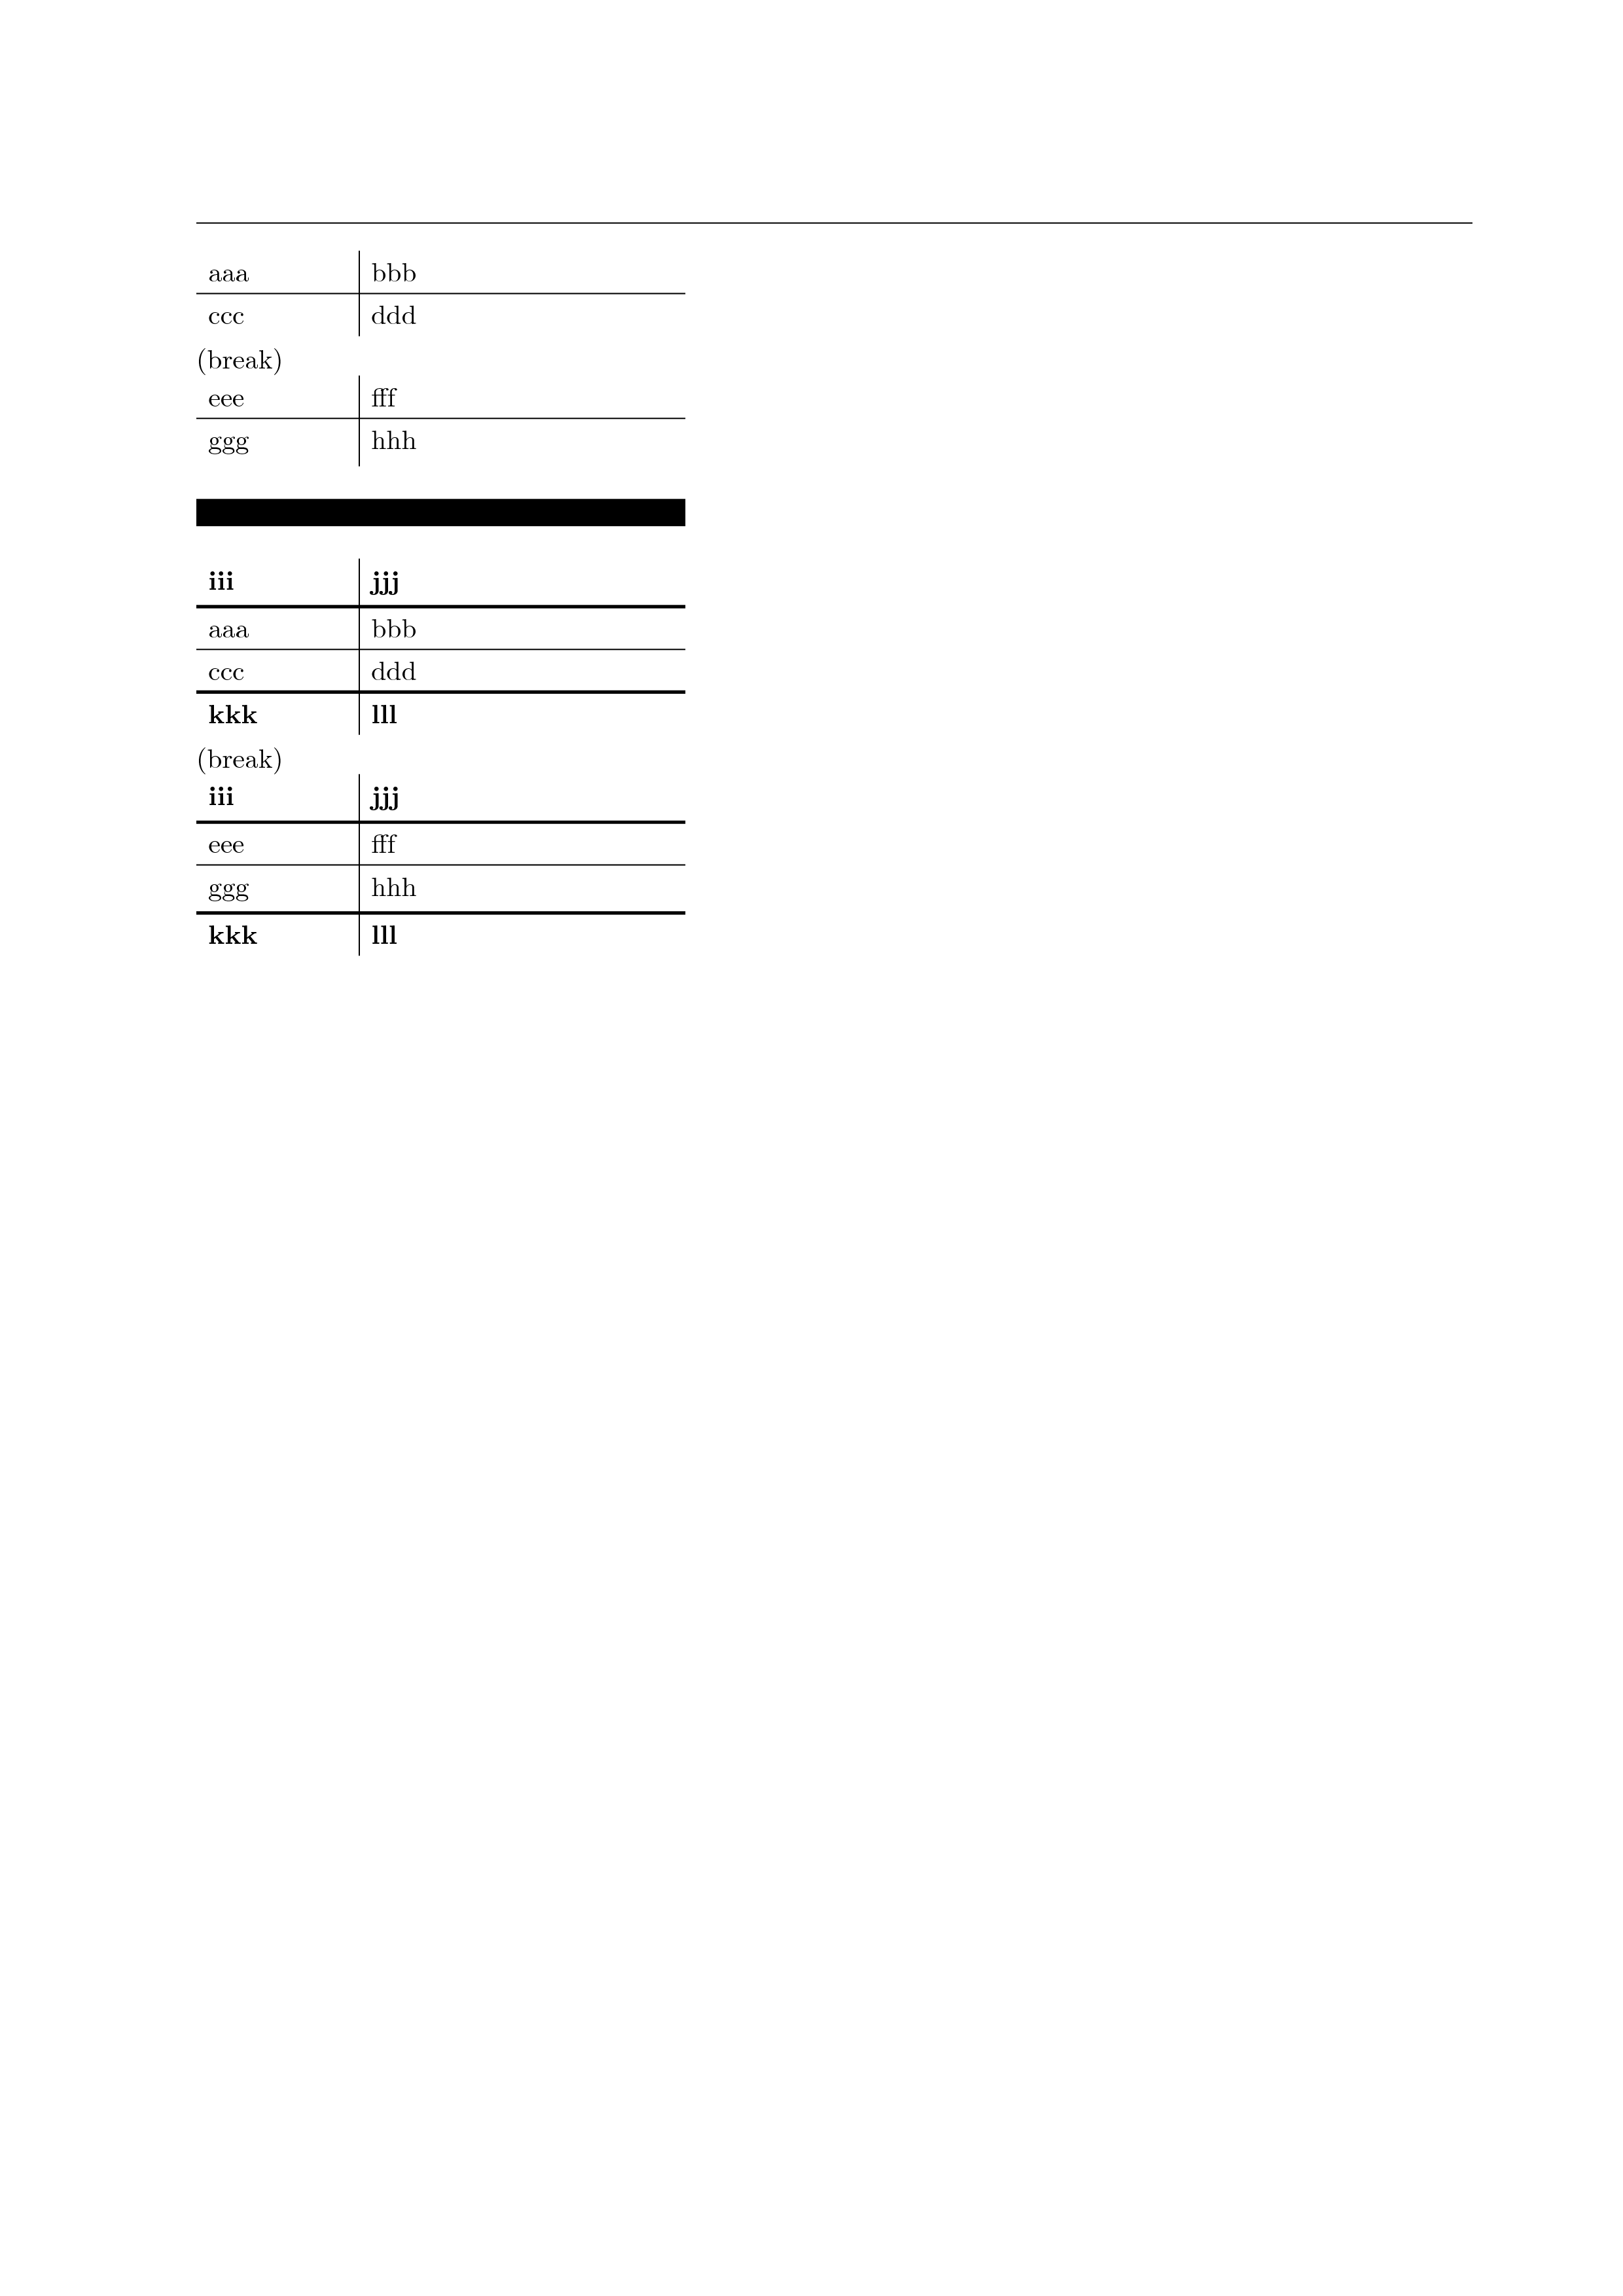 aaa bbb
ccc ddd
(break)
eee fff
ggg hhh
iii jjj
aaa bbb
ccc ddd
kkk lll
(break)
iii jjj
eee fff
ggg hhh
kkk lll